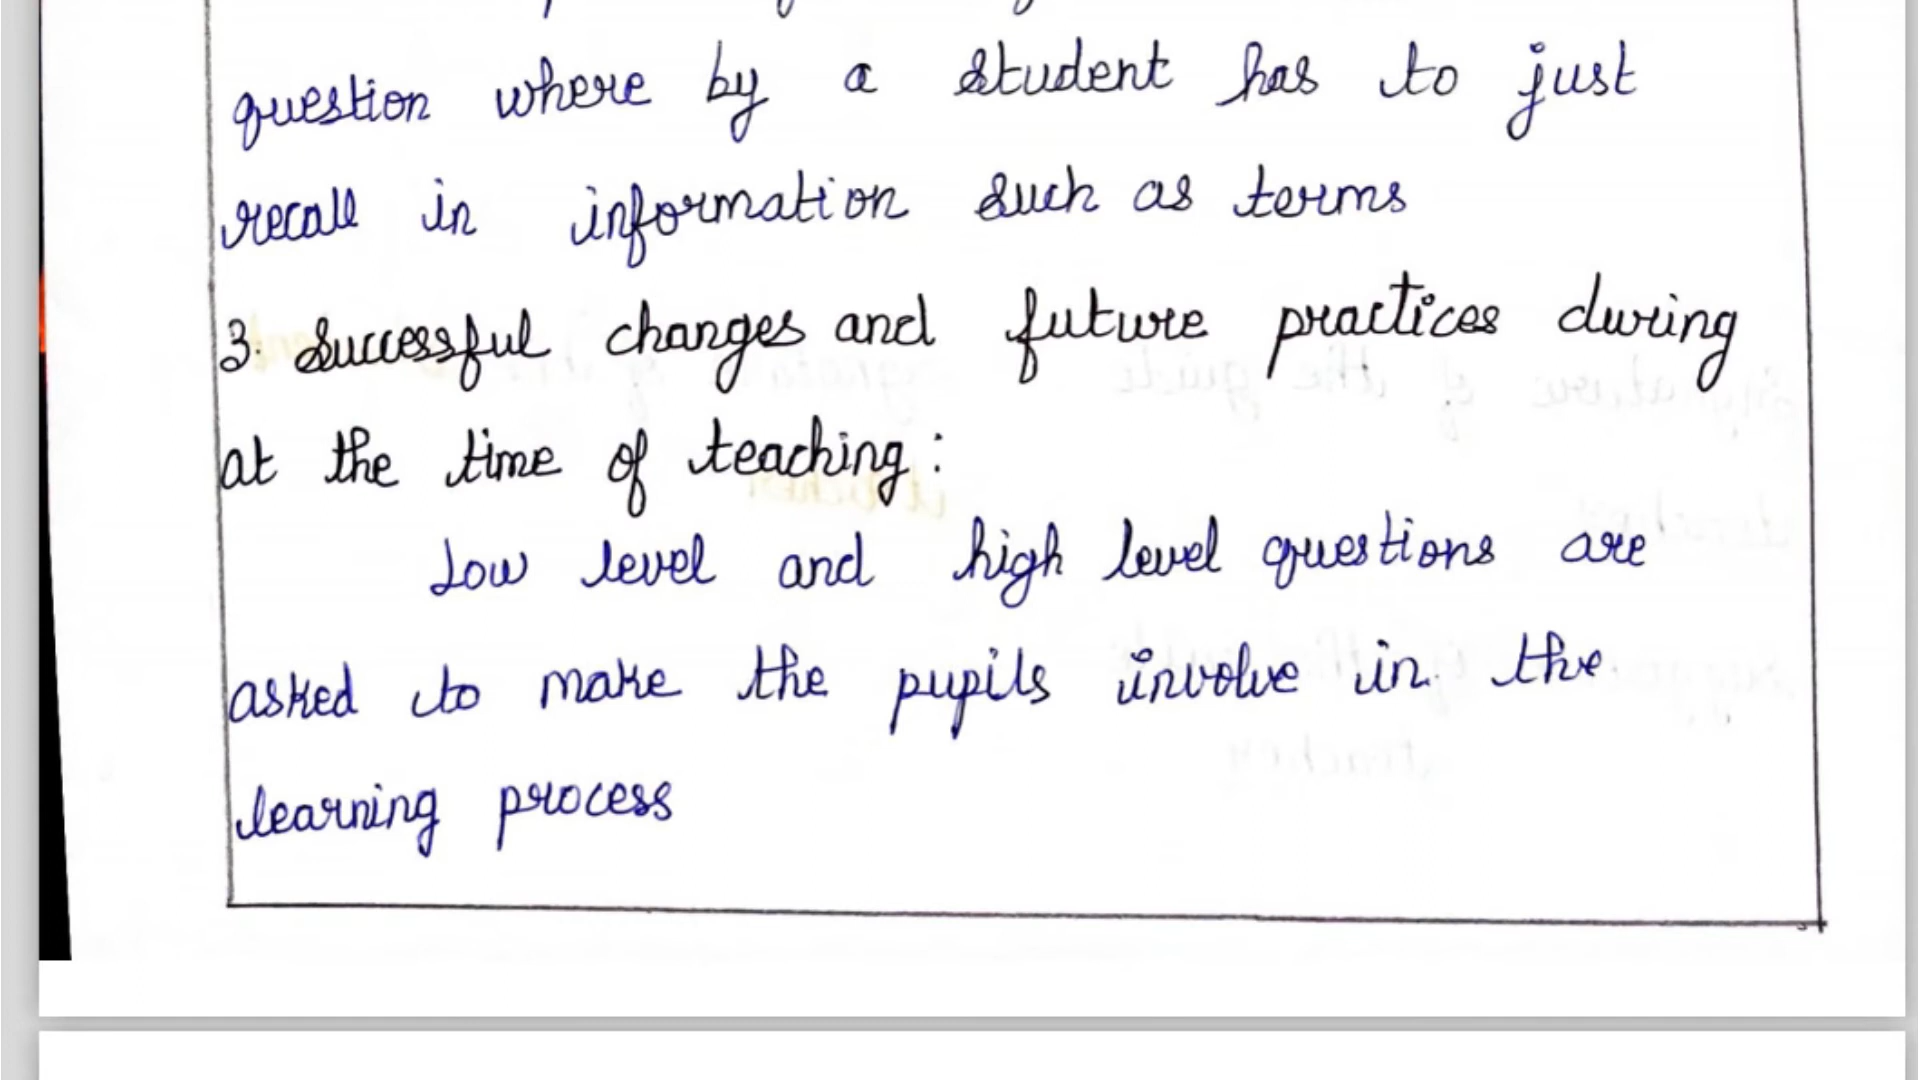 question where by a student has to just
recall in information such as terms
3. Successful changes and future practices during
at the time of teaching:
Low level and high level questions are
asked to make the pupils involve in the
learning process